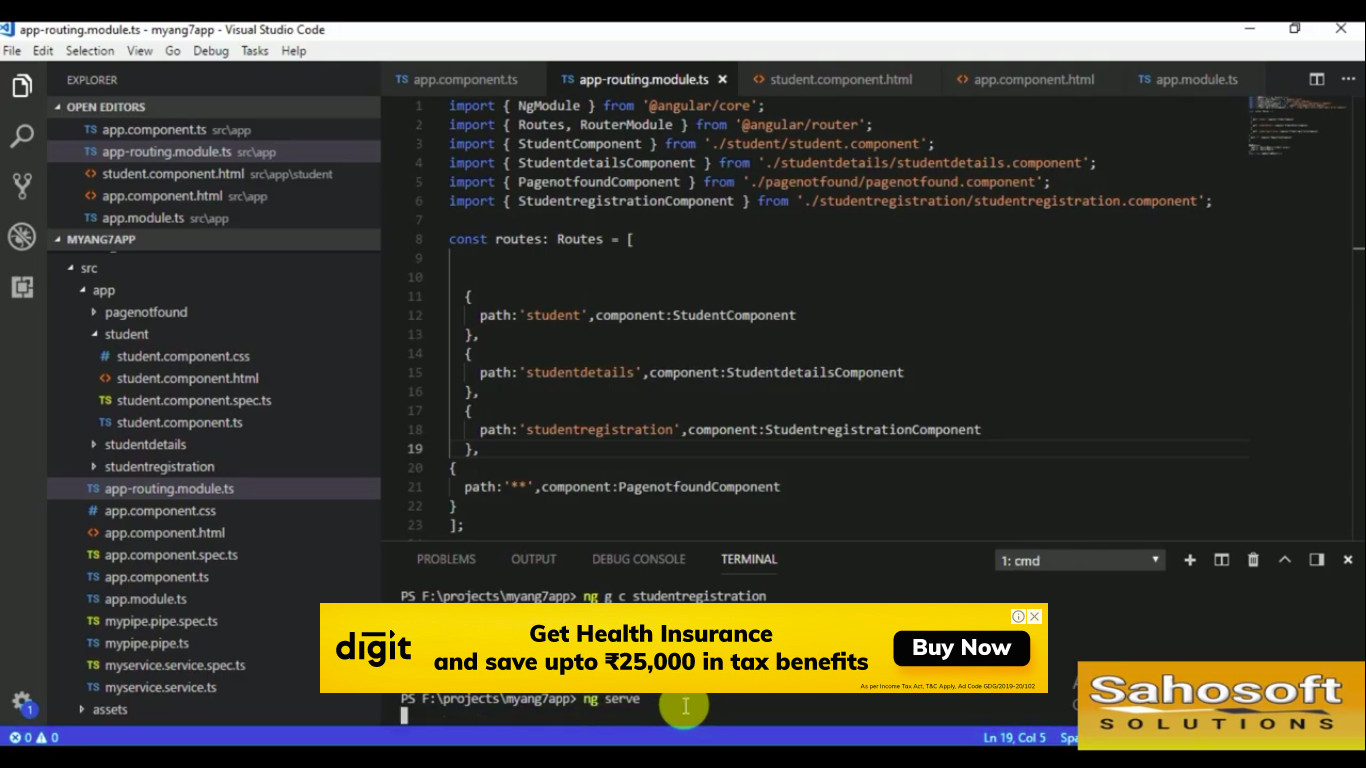 app-routing.module.ts - myang7app - Visual Studio Code
File Edit Selection View Go Debug Tasks Help
EXPLORER
OPEN EDITORS
TS app.component.ts src\app
TS app-routing.module.ts src\app
<> student.component.html src\app\student
<> app.component.html src\app
TS app.module.ts src\app
MYANG7APP
src
app
pagenotfound
student
# student.component.css
<> student.component.html
TS student.component.spec.ts
TS student.component.ts
studentdetails
studentregistration
TS app-routing.module.ts
# app.component.css
<> app.component.html
TS app.component.spec.ts
TS app.component.ts
TS app.module.ts
TS mypipe.pipe.spec.ts
TS mypipe.pipe.ts
TS myservice.service.spec.ts
TS myservice.service.ts
assets
1
TS app.component.ts TS app-routing.module.ts × <> student.component.html <> app.component.html TS app.module.ts
1 import { NgModule } from '@angular/core';
2 import { Routes, RouterModule } from '@angular/router';
3 import { StudentComponent } from './student/student.component';
4 import { StudentdetailsComponent } from './studentdetails/studentdetails.component';
5 import { PagenotfoundComponent } from './pagenotfound/pagenotfound.component';
6 import { StudentregistrationComponent } from './studentregistration/studentregistration.component';
7
8 const routes: Routes = [
9
10
11 {
12 path:'student',component:StudentComponent
13 },
14 {
15 path:'studentdetails',component:StudentdetailsComponent
16 },
17 {
18 path:'studentregistration',component:StudentregistrationComponent
19 },
20 {
21 path:'**',component:PagenotfoundComponent
22 }
23 ];
PROBLEMS OUTPUT DEBUG CONSOLE TERMINAL 1: cmd
PS F:\projects\myang7app> ng g c studentregistration
digit
Get Health Insurance
and save upto ₹25,000 in tax benefits
Buy Now
As per Income Tax Act, T&C Apply, Ad Code GDG/2019-20/102
PS F:\projects\myang7app> ng serve
Sahosoft
SOLUTIONS
0 0 Ln 19, Col 5